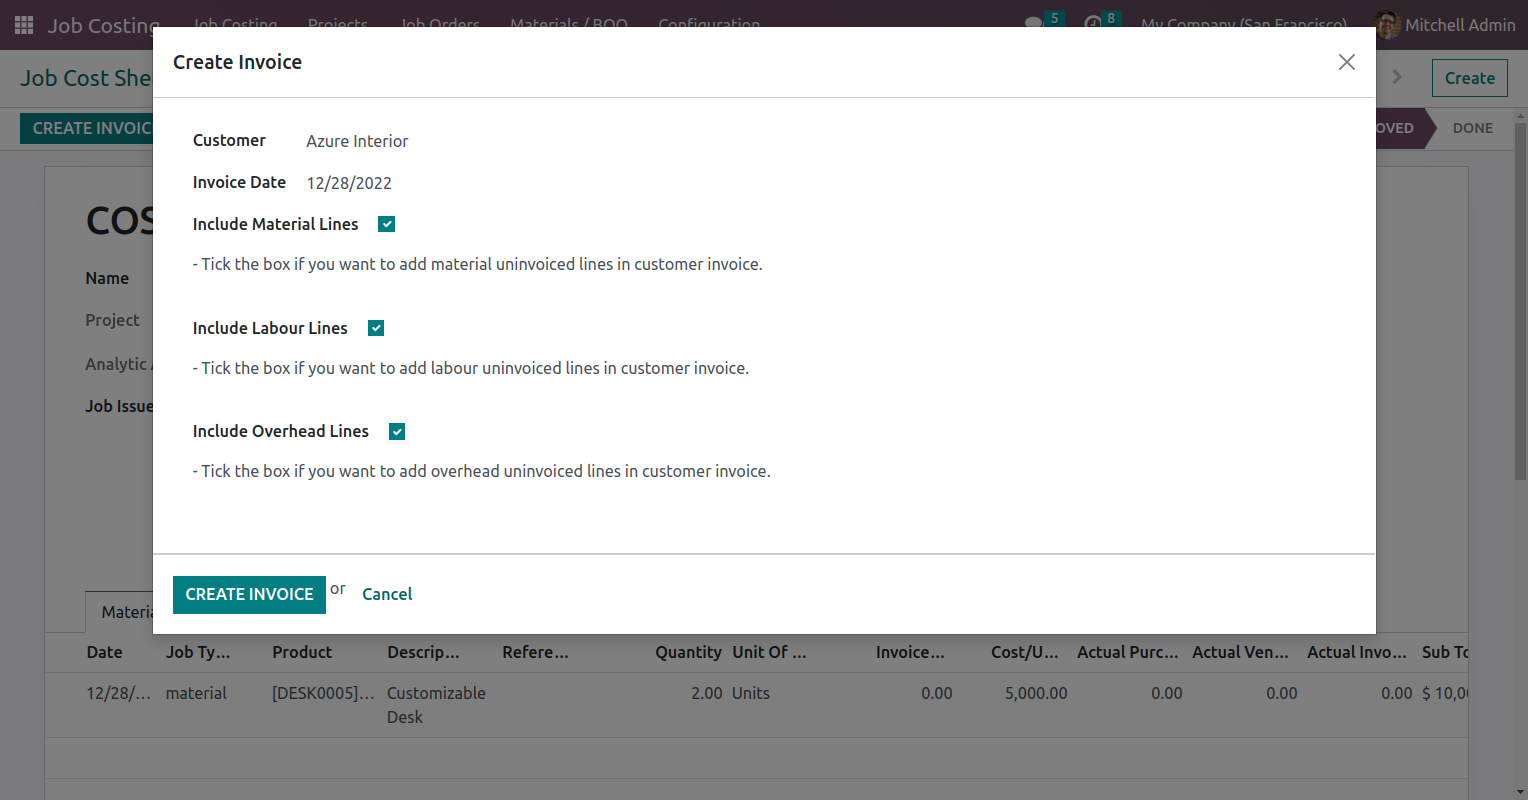 Job Costing Job Costing Projects Job Orders Materials / BOQ Configuration 5 8 My Company (San Francisco) Mitchell Admin
Create Invoice
Job Cost She
Create
CREATE INVOIC
OVED
DONE
Customer Azure Interior
Invoice Date 12/28/2022
Include Material Lines
- Tick the box if you want to add material uninvoiced lines in customer invoice.
Include Labour Lines
- Tick the box if you want to add labour uninvoiced lines in customer invoice.
Include Overhead Lines
- Tick the box if you want to add overhead uninvoiced lines in customer invoice.
COS
Name
Project
Analytic
Job Issue
CREATE INVOICE or Cancel
Materia
Date Job Ty... Product Descrip... Refere... Quantity Unit Of ... Invoice... Cost/U... Actual Purc... Actual Ven... Actual Invo... Sub To
12/28/... material [DESK0005]... Customizable 2.00 Units 0.00 5,000.00 0.00 0.00 0.00 $ 10,00
Desk